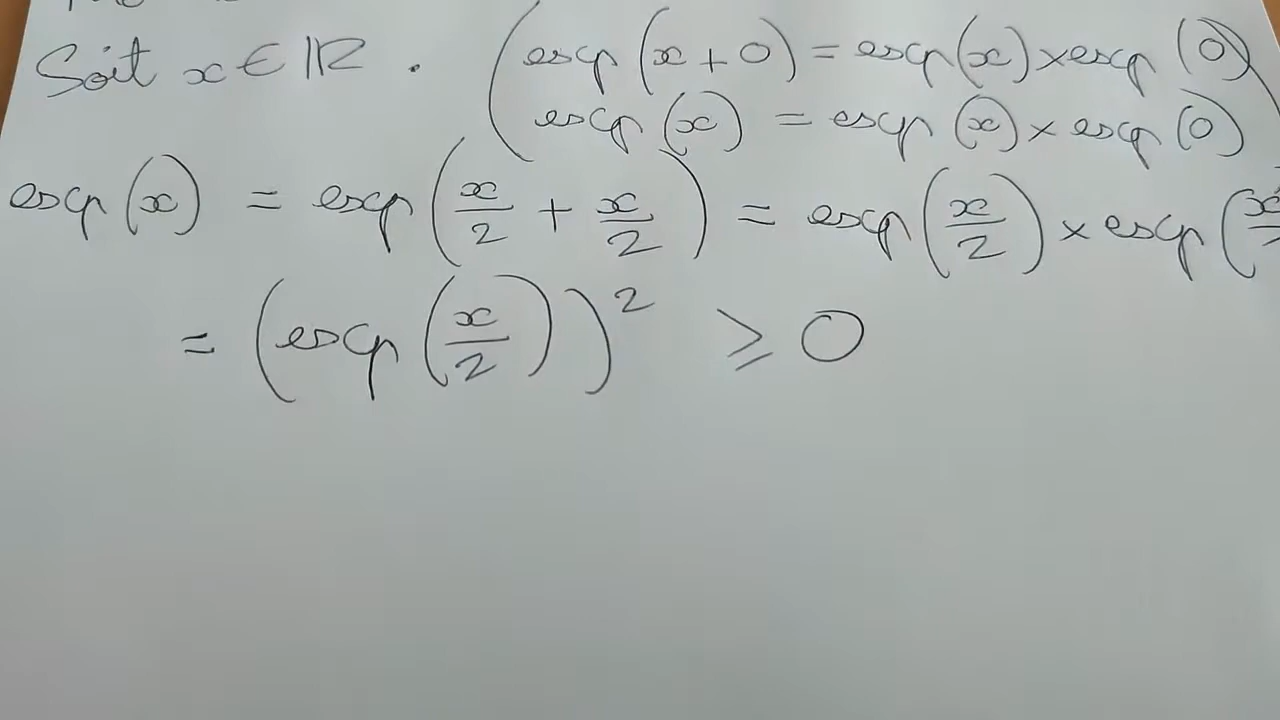 Soit x ∈ ℝ . (exp (x + 0) = exp(x) × exp (0)
exp (x) = exp (x) × exp (0))
exp (x) = exp (x/2 + x/2) = exp (x/2) × exp (x/
= (exp (x/2))² ⩾ 0